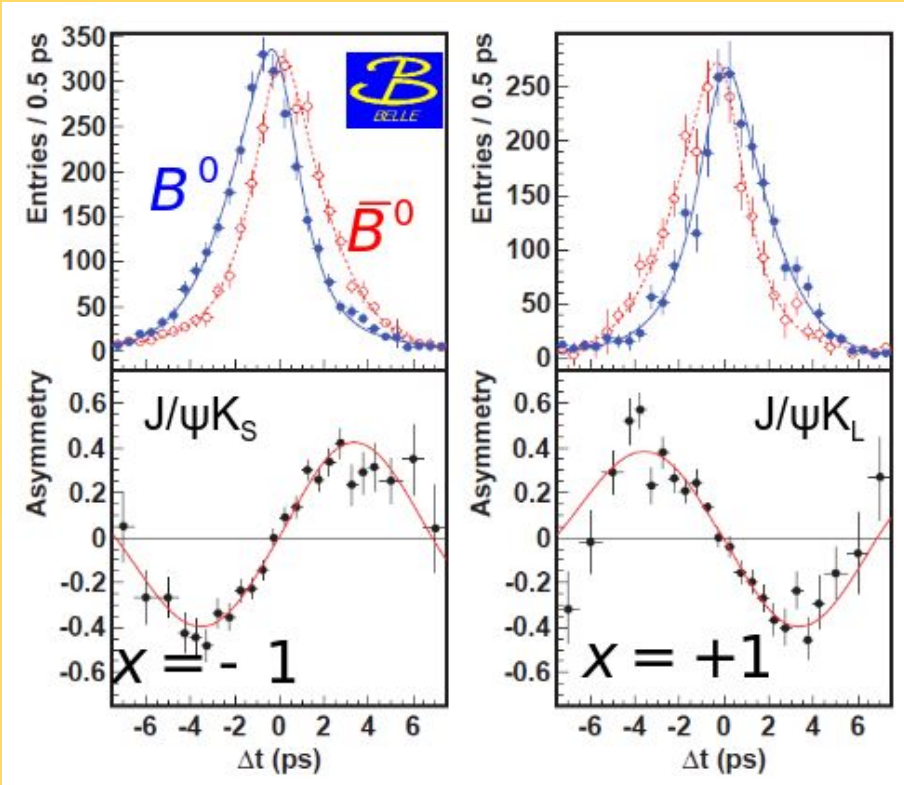 Entries / 0.5 ps
350
300
250
200
150
100
50
0
B⁰
B̅⁰
B
BELLE
Entries / 0.5 ps
250
200
150
100
50
0
Asymmetry
0.6
0.4
0.2
0
-0.2
-0.4
-0.6
J/ψK_S
x = - 1
-6 -4 -2 0 2 4 6
Δt (ps)
Asymmetry
0.6
0.4
0.2
0
-0.2
-0.4
-0.6
J/ψK_L
x = +1
-6 -4 -2 0 2 4 6
Δt (ps)